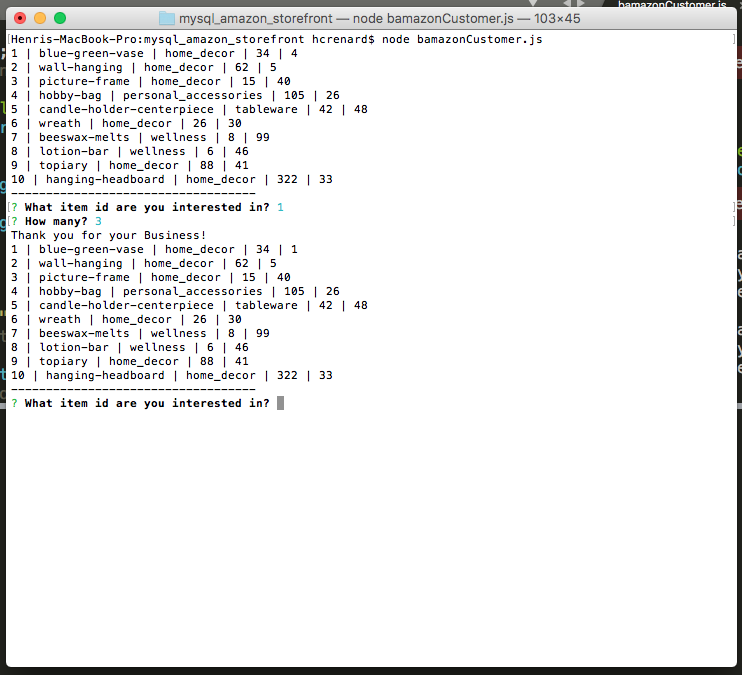 bamazonCustomer.js
mysql_amazon_storefront — node bamazonCustomer.js — 103×45
[Henris-MacBook-Pro:mysql_amazon_storefront hcrenard$ node bamazonCustomer.js ]
1 | blue-green-vase | home_decor | 34 | 4
2 | wall-hanging | home_decor | 62 | 5
3 | picture-frame | home_decor | 15 | 40
4 | hobby-bag | personal_accessories | 105 | 26
5 | candle-holder-centerpiece | tableware | 42 | 48
6 | wreath | home_decor | 26 | 30
7 | beeswax-melts | wellness | 8 | 99
8 | lotion-bar | wellness | 6 | 46
9 | topiary | home_decor | 88 | 41
10 | hanging-headboard | home_decor | 322 | 33
-----------------------------------
[? What item id are you interested in? 1 ]
[? How many? 3 ]
Thank you for your Business!
1 | blue-green-vase | home_decor | 34 | 1
2 | wall-hanging | home_decor | 62 | 5
3 | picture-frame | home_decor | 15 | 40
4 | hobby-bag | personal_accessories | 105 | 26
5 | candle-holder-centerpiece | tableware | 42 | 48
6 | wreath | home_decor | 26 | 30
7 | beeswax-melts | wellness | 8 | 99
8 | lotion-bar | wellness | 6 | 46
9 | topiary | home_decor | 88 | 41
10 | hanging-headboard | home_decor | 322 | 33
-----------------------------------
? What item id are you interested in?